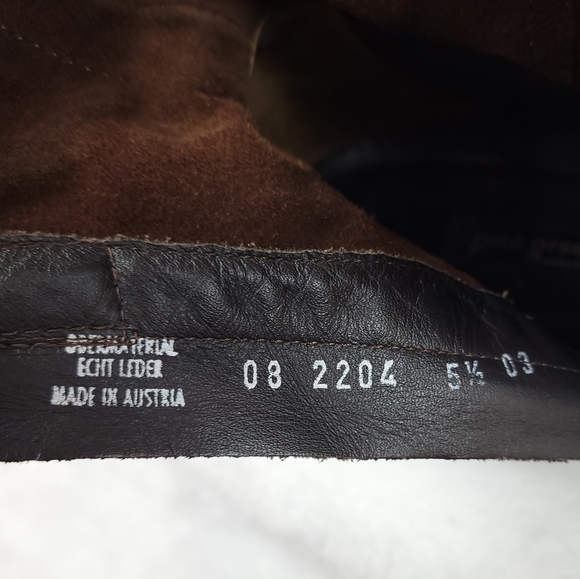 OBERMATERIAL
ECHT LEDER
MADE IN AUSTRIA
08 2204 5½ 03